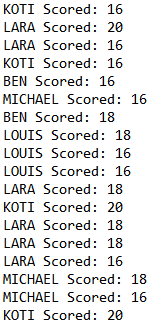 KOTI Scored: 16
LARA Scored: 20
LARA Scored: 16
KOTI Scored: 16
BEN Scored: 16
MICHAEL Scored: 16
BEN Scored: 18
LOUIS Scored: 18
LOUIS Scored: 16
LOUIS Scored: 16
LARA Scored: 18
KOTI Scored: 20
LARA Scored: 18
LARA Scored: 18
LARA Scored: 16
MICHAEL Scored: 18
MICHAEL Scored: 16
KOTI Scored: 20